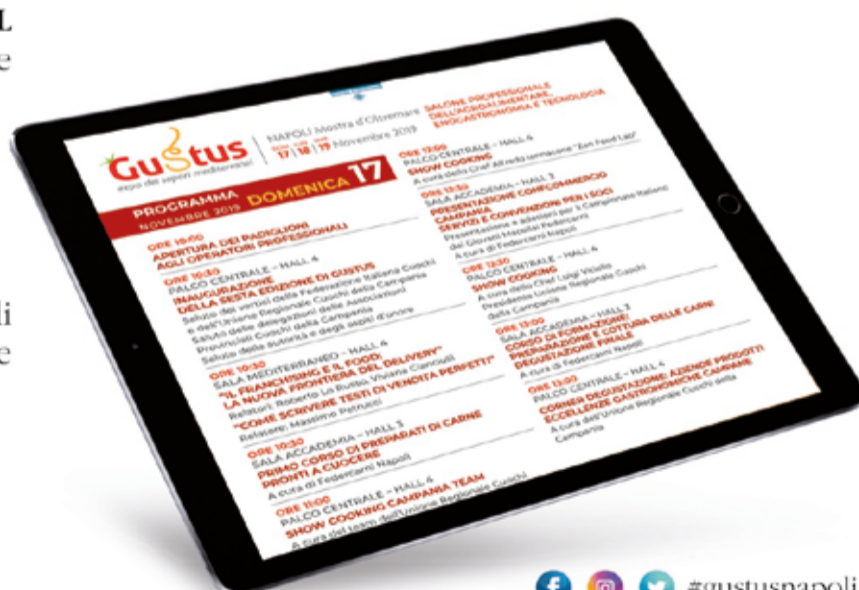 L
e
li
e
GuStus
expo dei sapori mediterranei
NAPOLI Mostra d'Oltremare
DOM LUN MAR
17|18|19 Novembre 2019
SALONE PROFESSIONALE
DELL'AGROALIMENTARE,
ENOGASTRONOMIA E TECNOLOGIA
PROGRAMMA
NOVEMBRE 2019 DOMENICA 17
ORE 10:00
APERTURA DEI PADIGLIONI
AGLI OPERATORI PROFESSIONALI
ORE 10:30
PALCO CENTRALE – HALL 4
INAUGURAZIONE
DELLA SESTA EDIZIONE DI GUSTUS
Saluto dei vertici della Federazione Italiana Cuochi
e dell'Unione Regionale Cuochi della Campania
Saluto delle delegazioni delle Associazioni
Provinciali Cuochi della Campania
Saluto delle autorità e degli ospiti d'onore
ORE 10:30
SALA MEDITERRANEO – HALL 4
"IL FRANCHISING E IL FOOD:
LA NUOVA FRONTIERA DEL DELIVERY"
Relatori: Roberto Lo Russo, Viviana Cianciulli
"COME SCRIVERE TESTI DI VENDITA PERFETTI"
Relatore: Massimo Petrucci
ORE 10:30
SALA ACCADEMIA – HALL 3
PRIMO CORSO DI PREPARATI DI CARNE
PRONTI A CUOCERE
A cura di Federcarni Napoli
ORE 11:00
PALCO CENTRALE – HALL 4
SHOW COOKING CAMPANIA TEAM
A cura del team dell'Unione Regionale Cuochi
ORE 12:00
PALCO CENTRALE – HALL 4
SHOW COOKING
A cura dello Chef Alfredo Iannaccone "Zen Food Lab"
ORE 12:30
SALA ACCADEMIA – HALL 3
PRESENTAZIONE CONFCOMMERCIO
CAMPANIA
SERVIZI E CONVENZIONI PER I SOCI
Presentazione e adesioni per il Campionato Italiano
dei Giovani Macellai Federcarni
A cura di Federcarni Napoli
ORE 12:30
PALCO CENTRALE – HALL 4
SHOW COOKING
A cura dello Chef Luigi Vitiello
Presidente Unione Regionale Cuochi
della Campania
ORE 13:00
SALA ACCADEMIA – HALL 3
CORSO DI FORMAZIONE:
PREPARAZIONE E COTTURA DELLE CARNI
DEGUSTAZIONE FINALE
A cura di Federcarni Napoli
ORE 13:00
PALCO CENTRALE – HALL 4
CORNER DEGUSTAZIONE: AZIENDE PRODOTTI
ECCELLENZE GASTRONOMICHE CAMPANE
A cura dell'Unione Regionale Cuochi della
Campania
#gustusnapoli